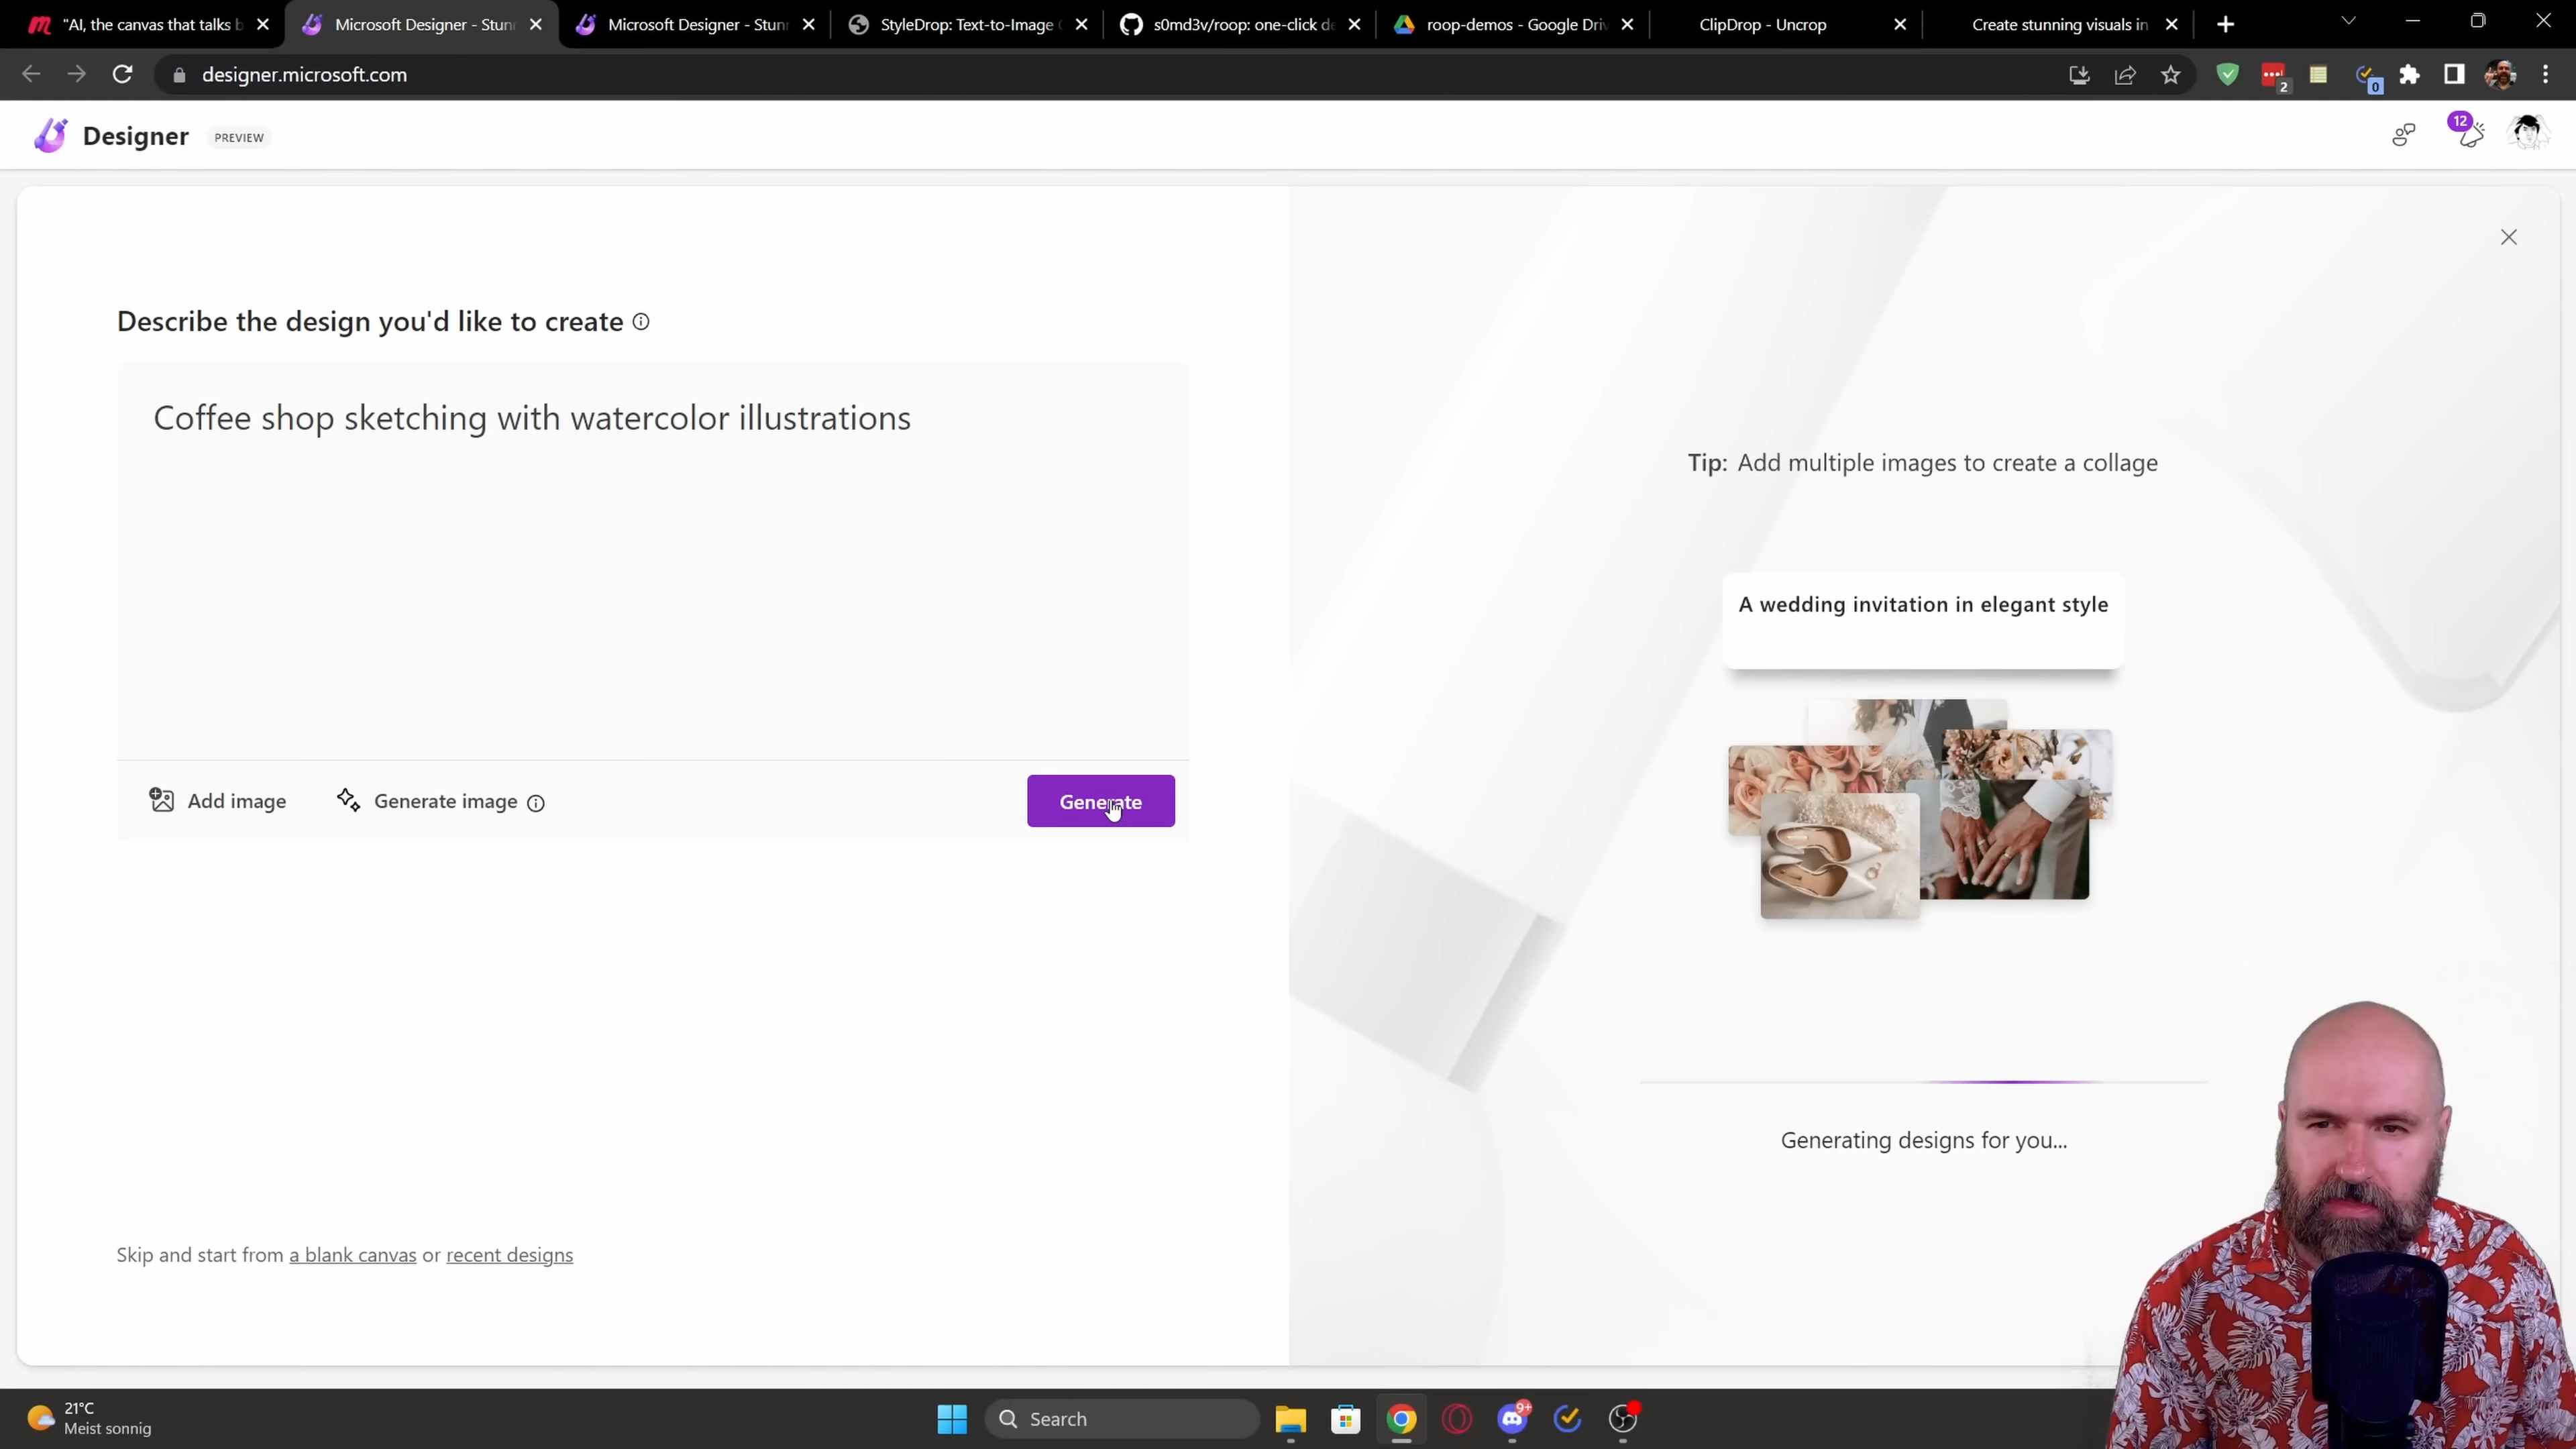 "AI, the canvas that talks b
Microsoft Designer - Stun
Microsoft Designer - Stun
StyleDrop: Text-to-Image
s0md3v/roop: one-click de
roop-demos - Google Driv
ClipDrop - Uncrop
Create stunning visuals in
designer.microsoft.com
2
0
Designer
PREVIEW
12
Describe the design you'd like to create
Coffee shop sketching with watercolor illustrations
Add image
Generate image
Generate
Skip and start from a blank canvas or recent designs
Tip: Add multiple images to create a collage
A wedding invitation in elegant style
Generating designs for you...
21°C
Meist sonnig
Search
9+